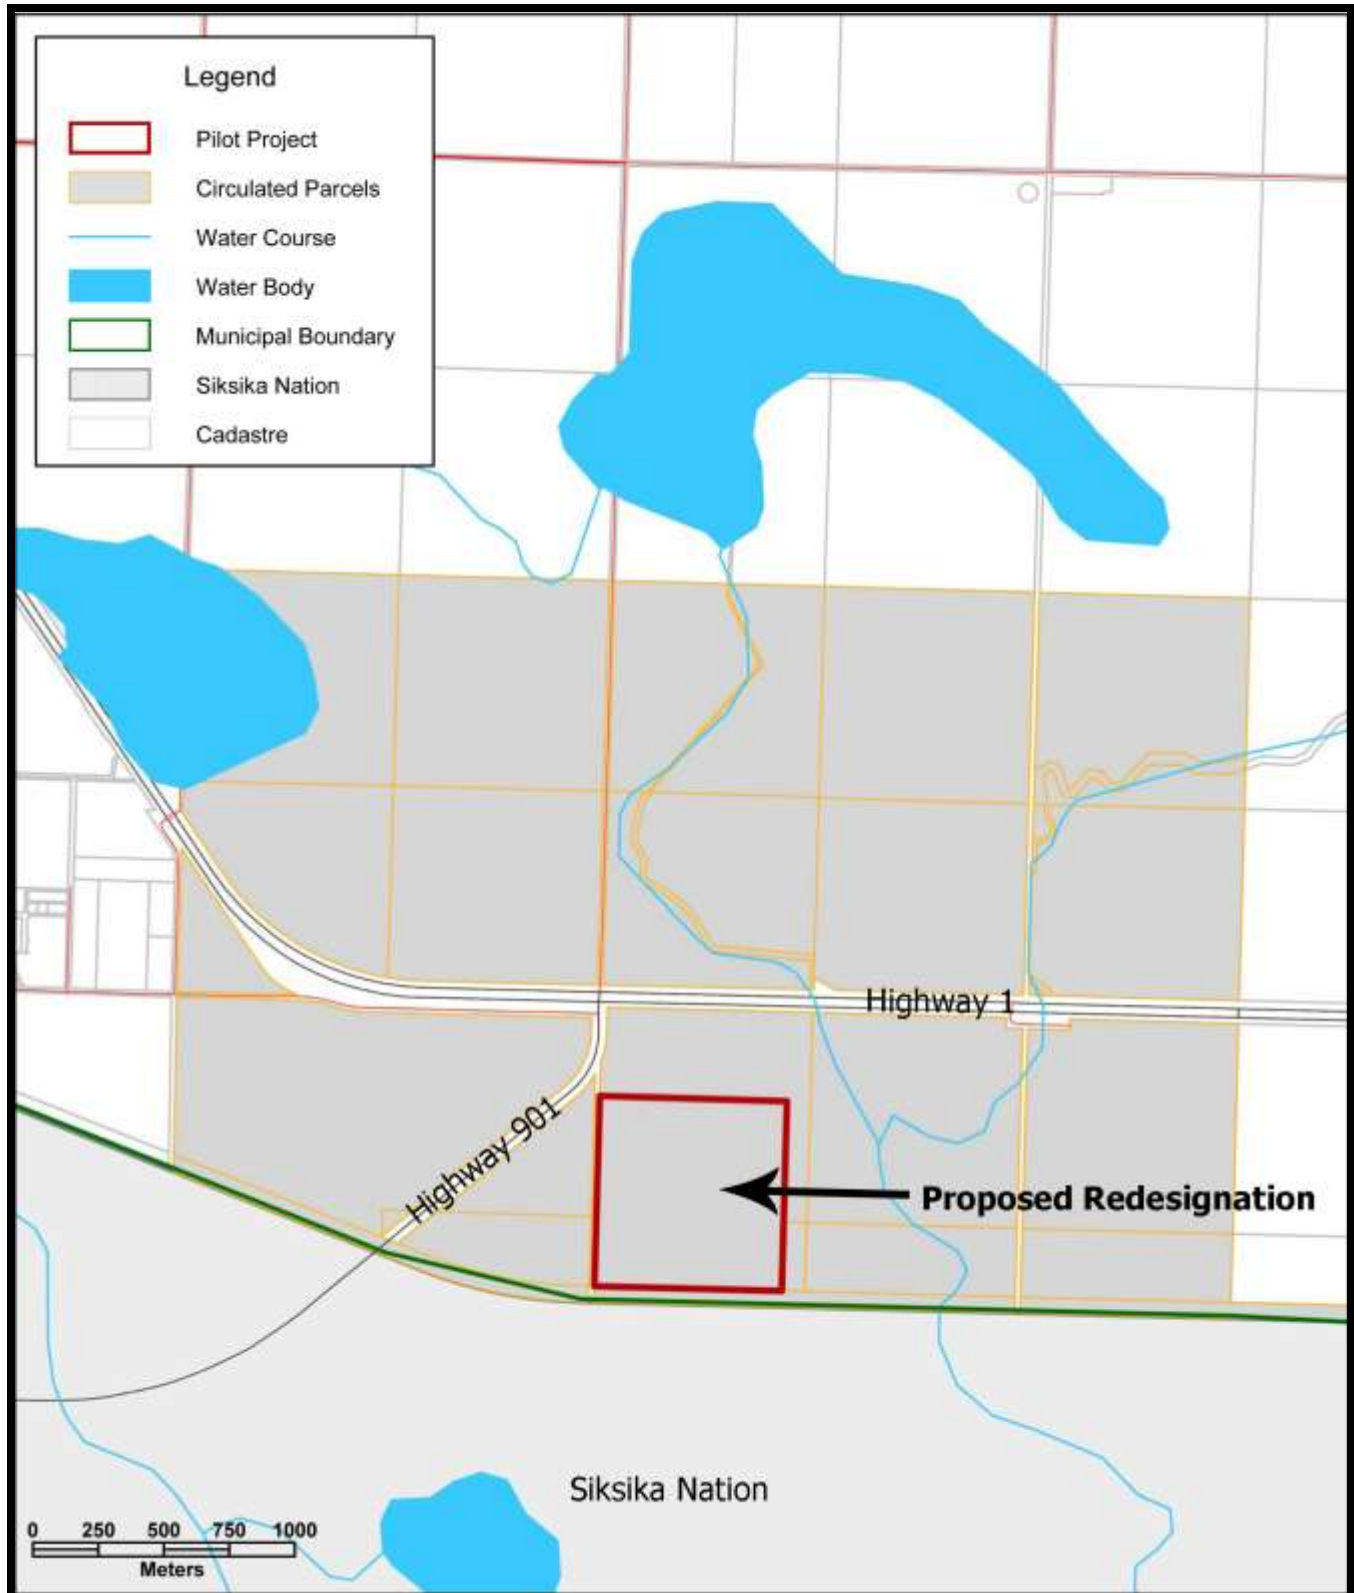 Legend
Pilot Project
Circulated Parcels
Water Course
Water Body
Municipal Boundary
Siksika Nation
Cadastre
Highway 1
Highway 901
Proposed Redesignation
Siksika Nation
0 250 500 750 1000
Meters